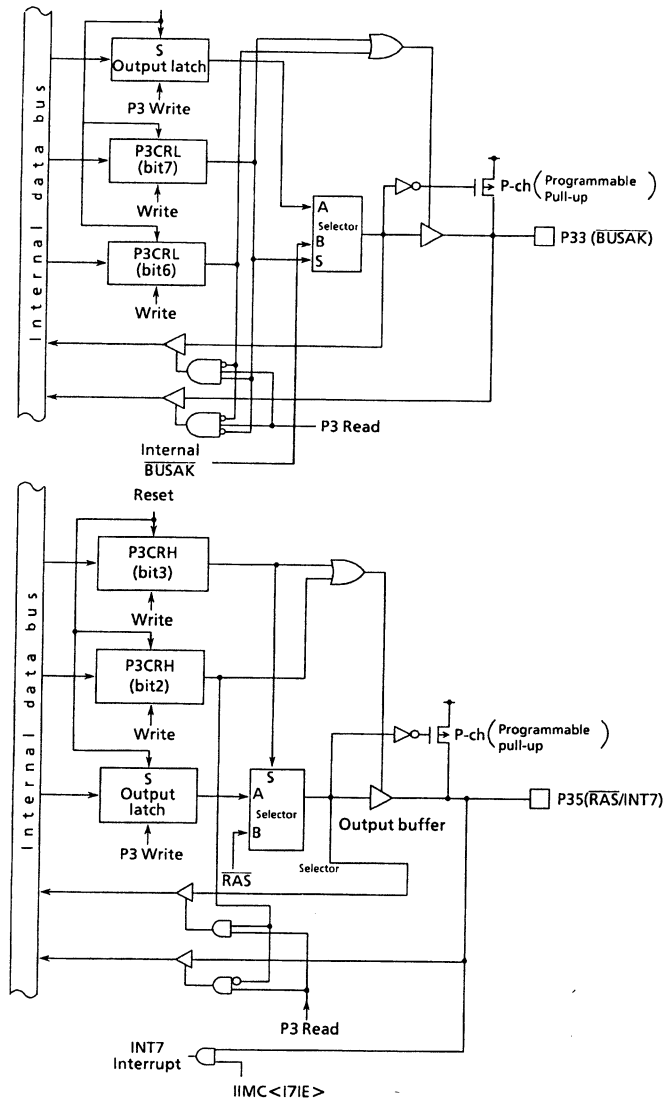 Internal data bus
S
Output latch
P3 Write
P3CRL
(bit7)
Write
P3CRL
(bit6)
Write
A
Selector
B
S
P-ch (Programmable
Pull-up)
P33 (BUSAK)
P3 Read
Internal
BUSAK
Reset
Internal data bus
P3CRH
(bit3)
Write
P3CRH
(bit2)
Write
S
Output
latch
P3 Write
S
A
Selector
B
RAS
Selector
Output buffer
P-ch (Programmable
pull-up)
P35(RAS/INT7)
P3 Read
INT7
Interrupt
IIMC<I7IE>